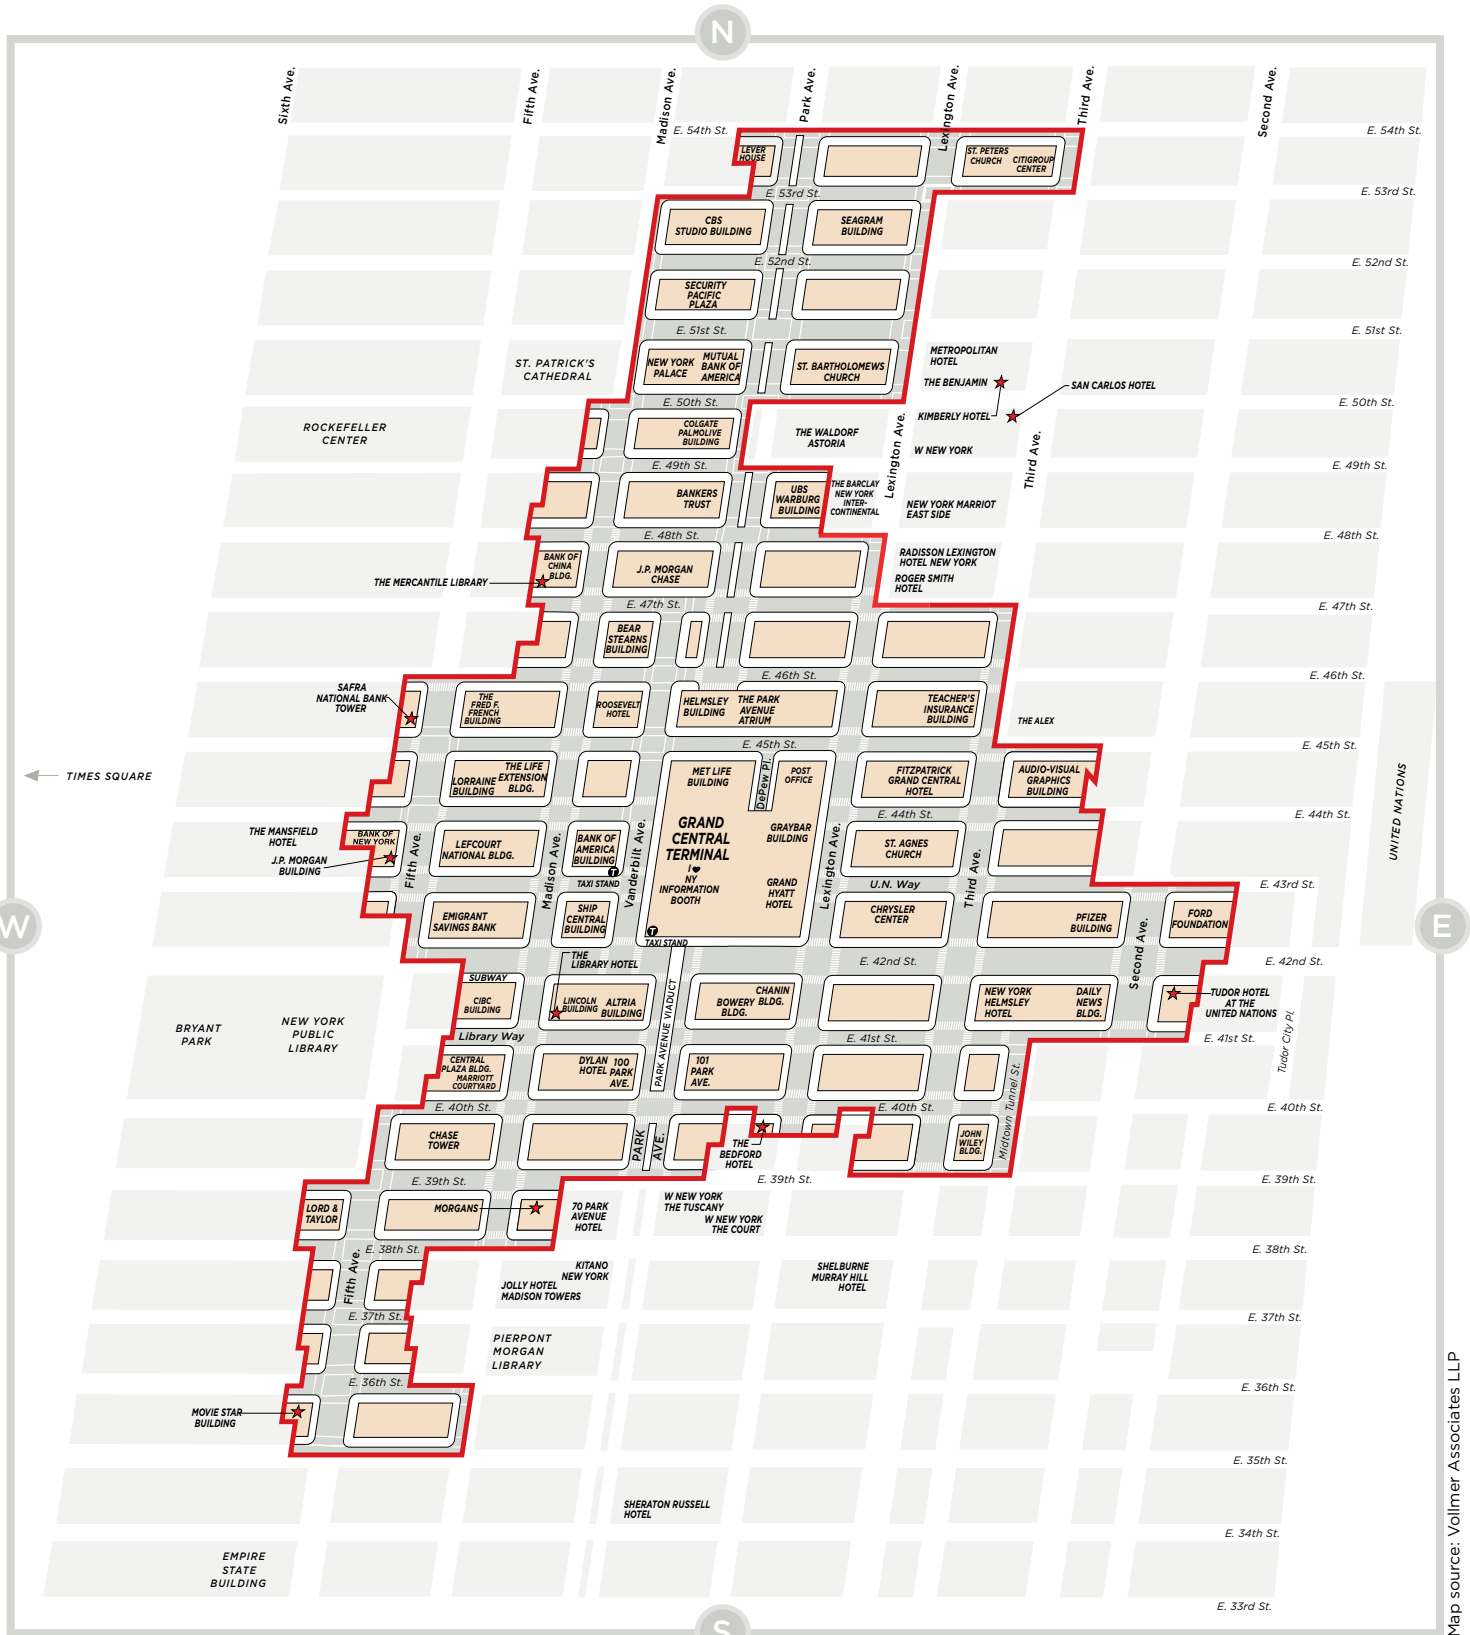 N
Sixth Ave.
Fifth Ave.
Madison Ave.
Park Ave.
Lexington Ave.
Third Ave.
Second Ave.
E. 54th St.
E. 54th St.
LEVER
HOUSE
ST. PETERS
CHURCH
CITIGROUP
CENTER
E. 53rd St.
E. 53rd St.
CBS
STUDIO BUILDING
SEAGRAM
BUILDING
E. 52nd St.
E. 52nd St.
SECURITY
PACIFIC
PLAZA
E. 51st St.
E. 51st St.
ST. PATRICK'S
CATHEDRAL
NEW YORK
PALACE
MUTUAL
BANK OF
AMERICA
ST. BARTHOLOMEWS
CHURCH
METROPOLITAN
HOTEL
THE BENJAMIN
SAN CARLOS HOTEL
KIMBERLY HOTEL
E. 50th St.
E. 50th St.
ROCKEFELLER
CENTER
COLGATE
PALMOLIVE
BUILDING
THE WALDORF
ASTORIA
Lexington Ave.
W NEW YORK
Third Ave.
E. 49th St.
E. 49th St.
BANKERS
TRUST
UBS
WARBURG
BUILDING
THE BARCLAY
NEW YORK
INTER-
CONTINENTAL
NEW YORK MARRIOT
EAST SIDE
E. 48th St.
E. 48th St.
THE MERCANTILE LIBRARY
BANK OF
CHINA
BLDG.
J.P. MORGAN
CHASE
RADISSON LEXINGTON
HOTEL NEW YORK
ROGER SMITH
HOTEL
E. 47th St.
E. 47th St.
BEAR
STEARNS
BUILDING
E. 46th St.
E. 46th St.
SAFRA
NATIONAL BANK
TOWER
THE
FRED F.
FRENCH
BUILDING
ROOSEVELT
HOTEL
HELMSLEY
BUILDING
THE PARK
AVENUE
ATRIUM
TEACHER'S
INSURANCE
BUILDING
THE ALEX
E. 45th St.
E. 45th St.
TIMES SQUARE
LORRAINE
BUILDING
THE LIFE
EXTENSION
BLDG.
MET LIFE
BUILDING
DePew Pl.
POST
OFFICE
FITZPATRICK
GRAND CENTRAL
HOTEL
AUDIO-VISUAL
GRAPHICS
BUILDING
UNITED NATIONS
E. 44th St.
E. 44th St.
THE MANSFIELD
HOTEL
J.P. MORGAN
BUILDING
BANK OF
NEW YORK
Fifth Ave.
LEFCOURT
NATIONAL BLDG.
Madison Ave.
BANK OF
AMERICA
BUILDING
T
TAXI STAND
Vanderbilt Ave.
GRAND
CENTRAL
TERMINAL
I ♥
NY
INFORMATION
BOOTH
GRAYBAR
BUILDING
GRAND
HYATT
HOTEL
T
TAXI STAND
Lexington Ave.
ST. AGNES
CHURCH
U.N. Way
Third Ave.
E. 43rd St.
EMIGRANT
SAVINGS BANK
SHIP
CENTRAL
BUILDING
CHRYSLER
CENTER
PFIZER
BUILDING
Second Ave.
FORD
FOUNDATION
W
E
E. 42nd St.
E. 42nd St.
THE
LIBRARY HOTEL
SUBWAY
CIBC
BUILDING
LINCOLN
BUILDING
ALTRIA
BUILDING
PARK AVENUE VIADUCT
BOWERY
BLDG.
CHANIN
BLDG.
NEW YORK
HELMSLEY
HOTEL
DAILY
NEWS
BLDG.
TUDOR HOTEL
AT THE
UNITED NATIONS
Tudor City Pl.
BRYANT
PARK
NEW YORK
PUBLIC
LIBRARY
Library Way
E. 41st St.
E. 41st St.
CENTRAL
PLAZA BLDG.
MARRIOTT
COURTYARD
DYLAN
HOTEL
100
PARK
AVE.
101
PARK
AVE.
Midtown Tunnel St.
E. 40th St.
E. 40th St.
E. 40th St.
CHASE
TOWER
PARK
AVE.
THE
BEDFORD
HOTEL
JOHN
WILEY
BLDG.
E. 39th St.
E. 39th St.
E. 39th St.
LORD &
TAYLOR
MORGANS
70 PARK
AVENUE
HOTEL
W NEW YORK
THE TUSCANY
W NEW YORK
THE COURT
E. 38th St.
E. 38th St.
Fifth Ave.
KITANO
NEW YORK
JOLLY HOTEL
MADISON TOWERS
SHELBURNE
MURRAY HILL
HOTEL
E. 37th St.
E. 37th St.
PIERPONT
MORGAN
LIBRARY
E. 36th St.
E. 36th St.
MOVIE STAR
BUILDING
E. 35th St.
SHERATON RUSSELL
HOTEL
E. 34th St.
EMPIRE
STATE
BUILDING
E. 33rd St.
S
Map source: Vollmer Associates LLP